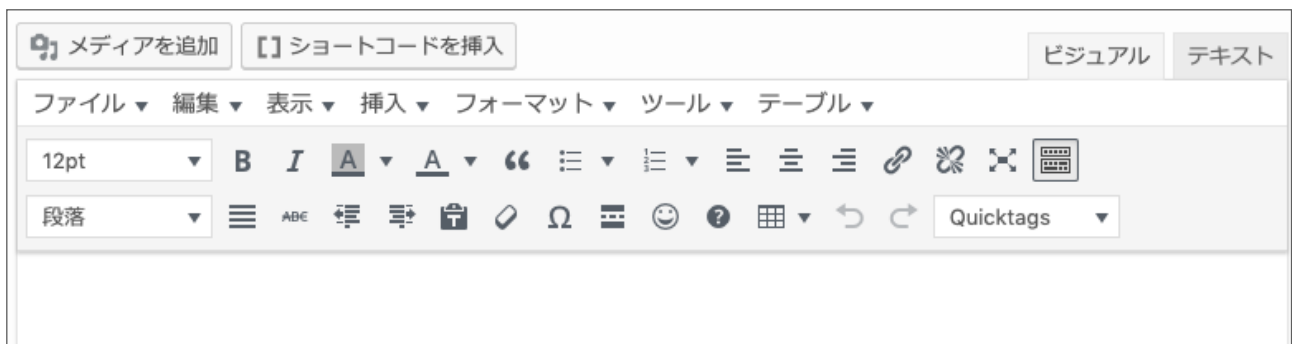 メディアを追加 [ ] ショートコードを挿入
ビジュアル テキスト
ファイル 編集 表示 挿入 フォーマット ツール テーブル
12pt B I A A
段落 ABC T Ω ? Quicktags